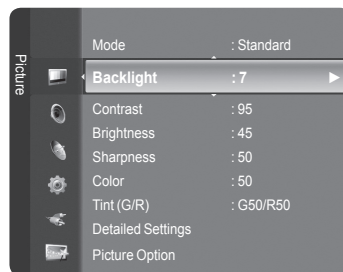 Picture
Mode : Standard
Backlight : 7
Contrast : 95
Brightness : 45
Sharpness : 50
Color : 50
Tint (G/R) : G50/R50
Detailed Settings
Picture Option